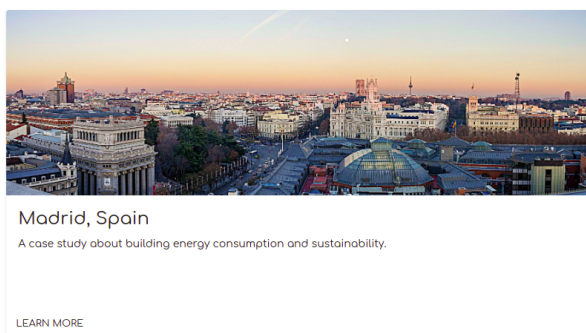 Madrid, Spain
A case study about building energy consumption and sustainability.
LEARN MORE